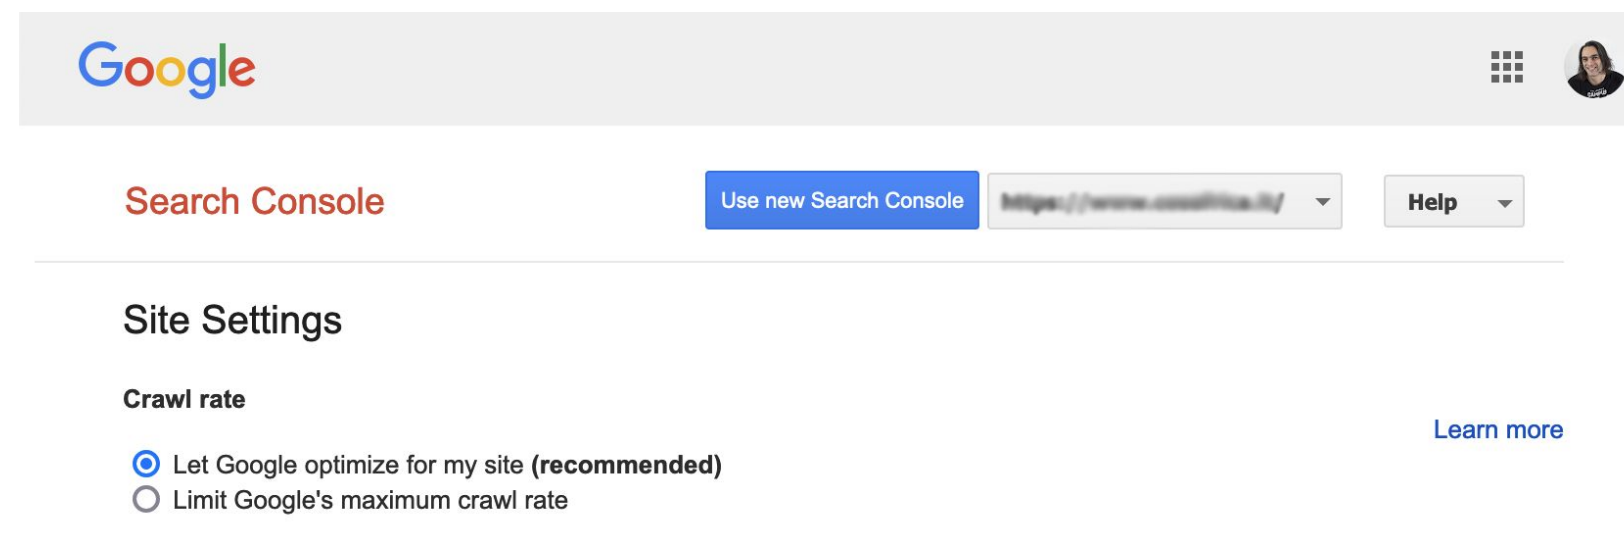 Google
Search Console
Use new Search Console
Help
Site Settings
Crawl rate
Learn more
Let Google optimize for my site (recommended)
Limit Google's maximum crawl rate